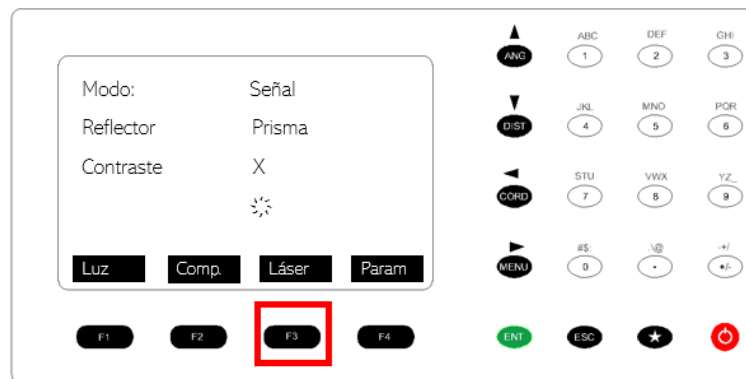 Modo: Señal
Reflector Prisma
Contraste X
Luz Comp. Láser Param
F1 F2 F3 F4
ANG
ABC
1
DEF
2
GHI
3
DIST
JKL
4
MNO
5
PQR
6
CORD
STU
7
VWX
8
YZ_
9
MENU
#$:
0
.\@
.
-+/
+/-
ENT
ESC